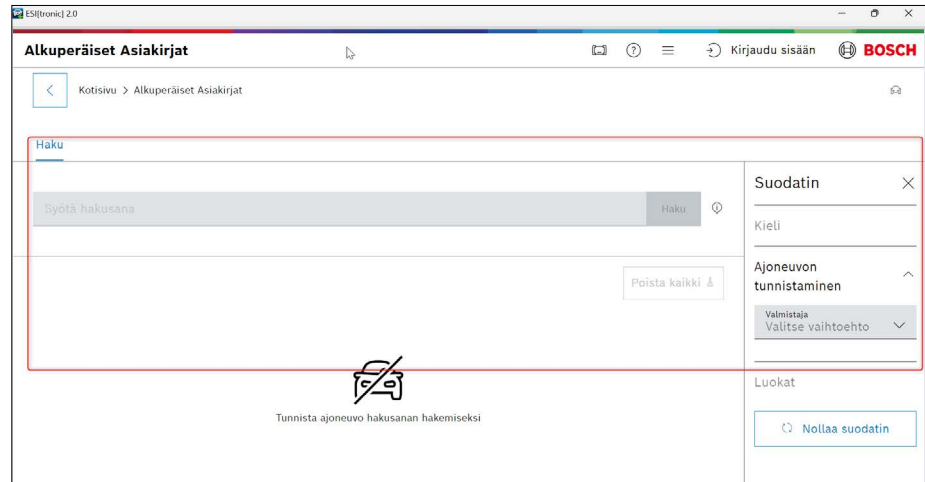 ESI[tronic] 2.0
Alkuperäiset Asiakirjat
Kirjaudu sisään
BOSCH
Kotisivu > Alkuperäiset Asiakirjat
Haku
Syötä hakusana
Haku
Poista kaikki
Tunnista ajoneuvo hakusanan hakemiseksi
Suodatin
Kieli
Ajoneuvon
tunnistaminen
Valmistaja
Valitse vaihtoehto
Luokat
Nollaa suodatin